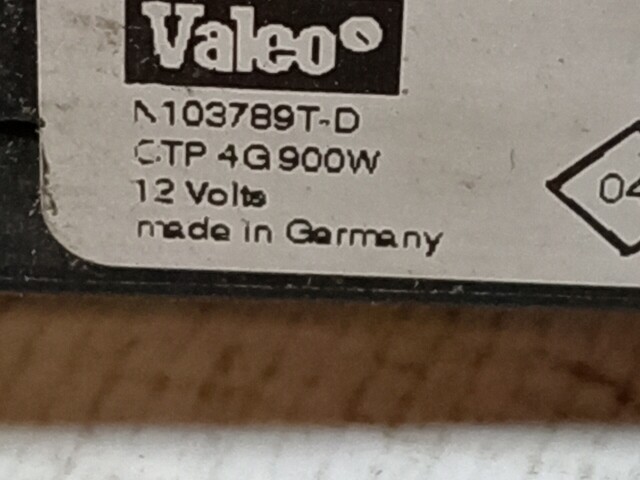 Valeo
N103789T-D
CTP 4G 900W
12 Volts
made in Germany
04